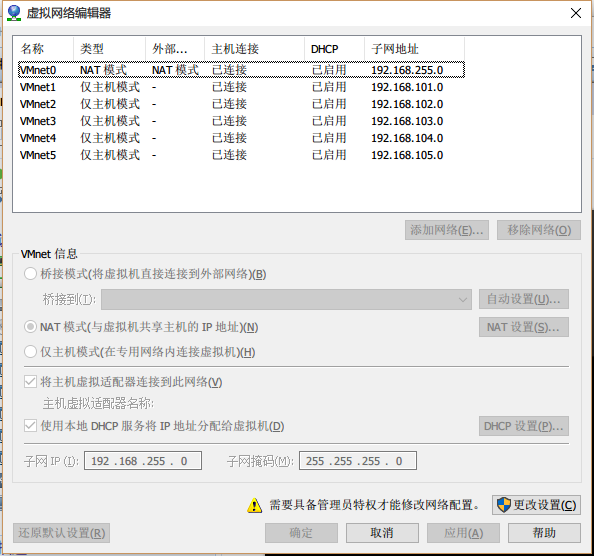 虚拟网络编辑器
名称 类型 外部... 主机连接 DHCP 子网地址
VMnet0 NAT 模式 NAT 模式 已连接 已启用 192.168.255.0
VMnet1 仅主机模式 - 已连接 已启用 192.168.101.0
VMnet2 仅主机模式 - 已连接 已启用 192.168.102.0
VMnet3 仅主机模式 - 已连接 已启用 192.168.103.0
VMnet4 仅主机模式 - 已连接 已启用 192.168.104.0
VMnet5 仅主机模式 - 已连接 已启用 192.168.105.0
添加网络(E)... 移除网络(O)
VMnet 信息
桥接模式(将虚拟机直接连接到外部网络)(B)
桥接到(T): 自动设置(U)...
NAT 模式(与虚拟机共享主机的 IP 地址)(N) NAT 设置(S)...
仅主机模式(在专用网络内连接虚拟机)(H)
将主机虚拟适配器连接到此网络(V)
主机虚拟适配器名称:
使用本地 DHCP 服务将 IP 地址分配给虚拟机(D) DHCP 设置(P)...
子网 IP (I): 192 .168 .255 . 0 子网掩码(M): 255 .255 .255 . 0
需要具备管理员特权才能修改网络配置。 更改设置(C)
还原默认设置(R) 确定 取消 应用(A) 帮助